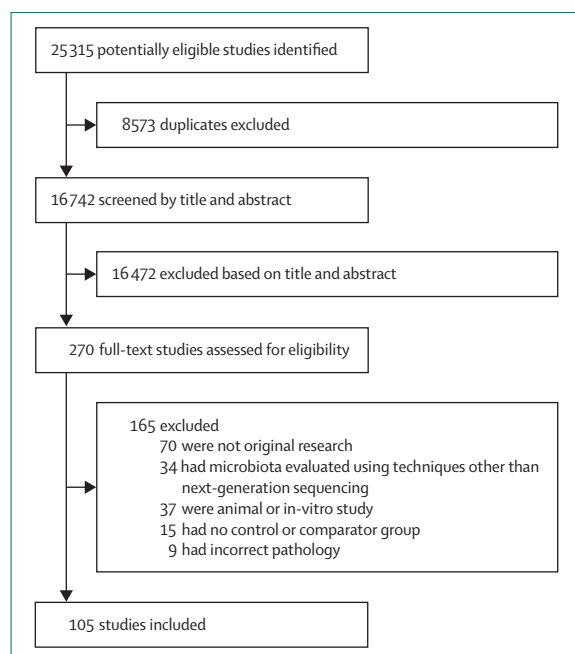 25315 potentially eligible studies identified
8573 duplicates excluded
16742 screened by title and abstract
16472 excluded based on title and abstract
270 full-text studies assessed for eligibility
165 excluded
70 were not original research
34 had microbiota evaluated using techniques other than
next-generation sequencing
37 were animal or in-vitro study
15 had no control or comparator group
9 had incorrect pathology
105 studies included